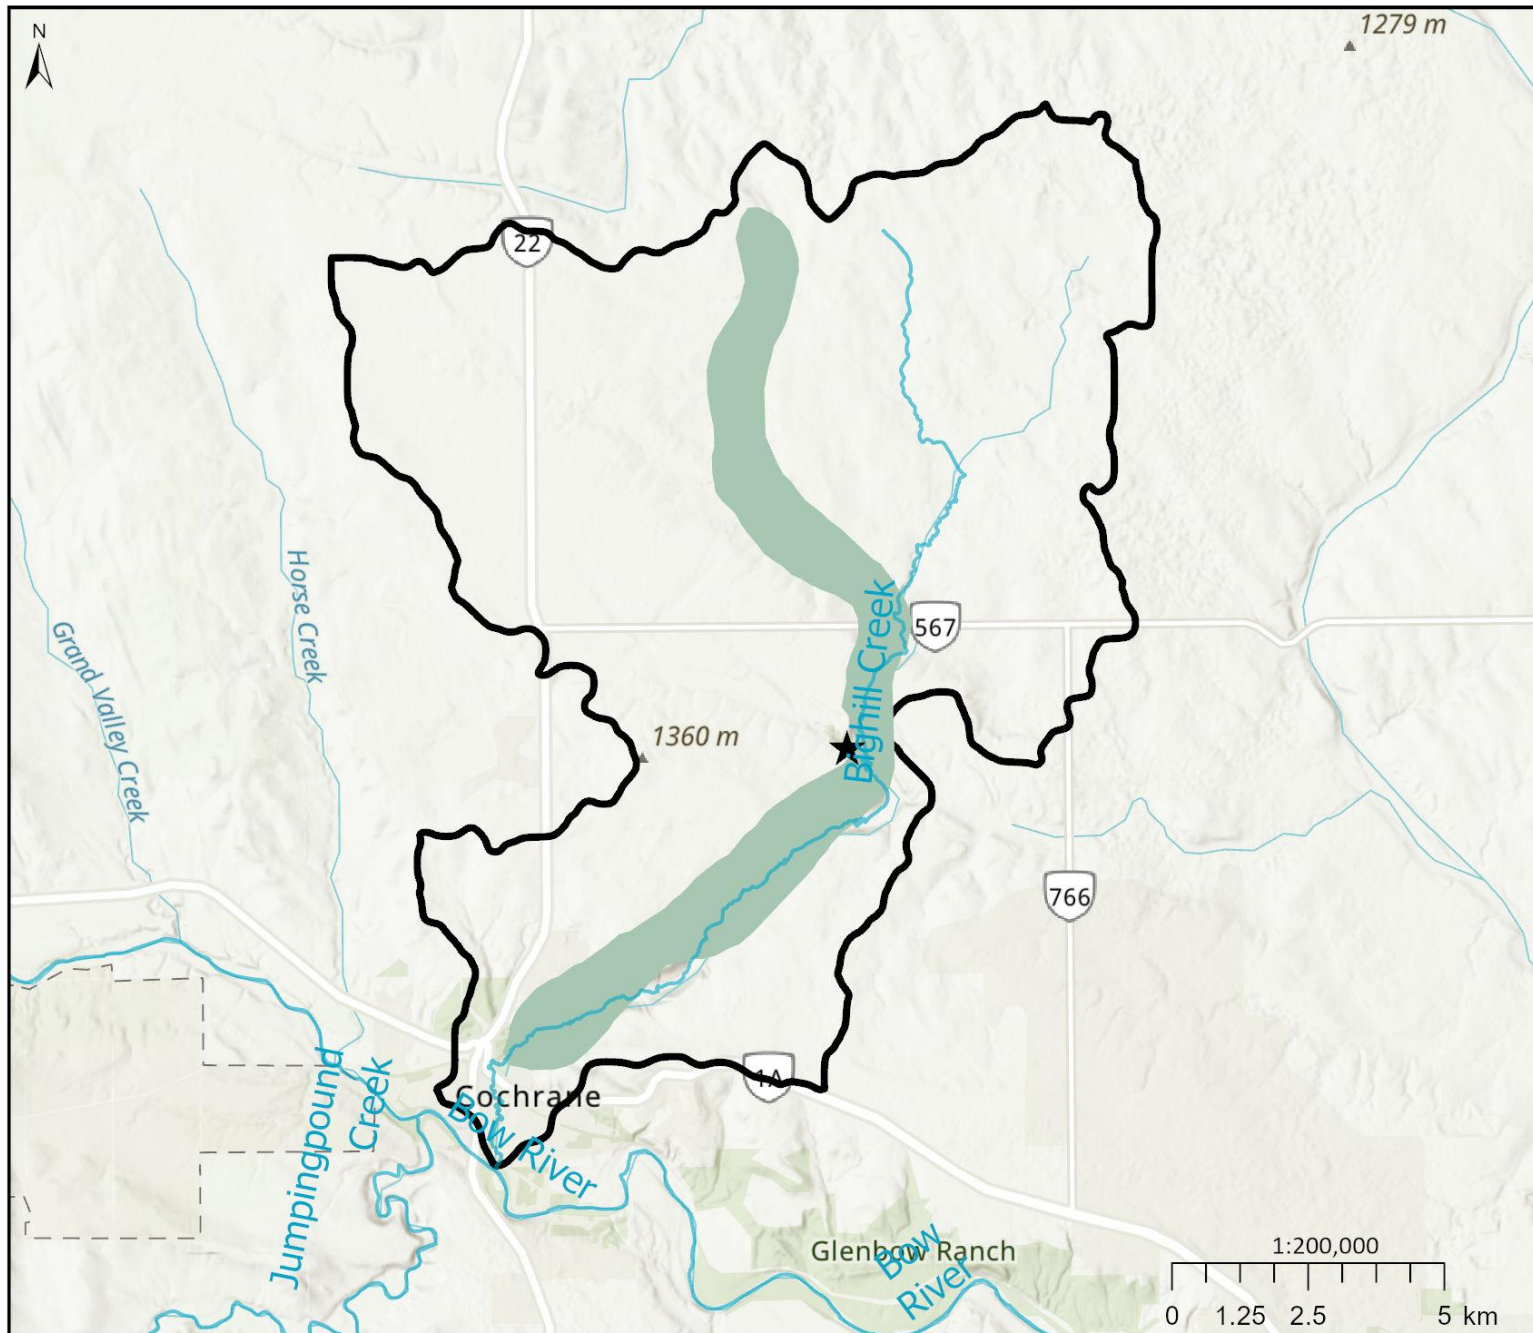 N
1279 m
22
Horse Creek
Grand Valley Creek
Bighill Creek
567
1360 m
766
1A
Cochrane
Bow River
Jumpingpound
Creek
Glenbow Ranch
Bow
River
1:200,000
0 1.25 2.5 5 km